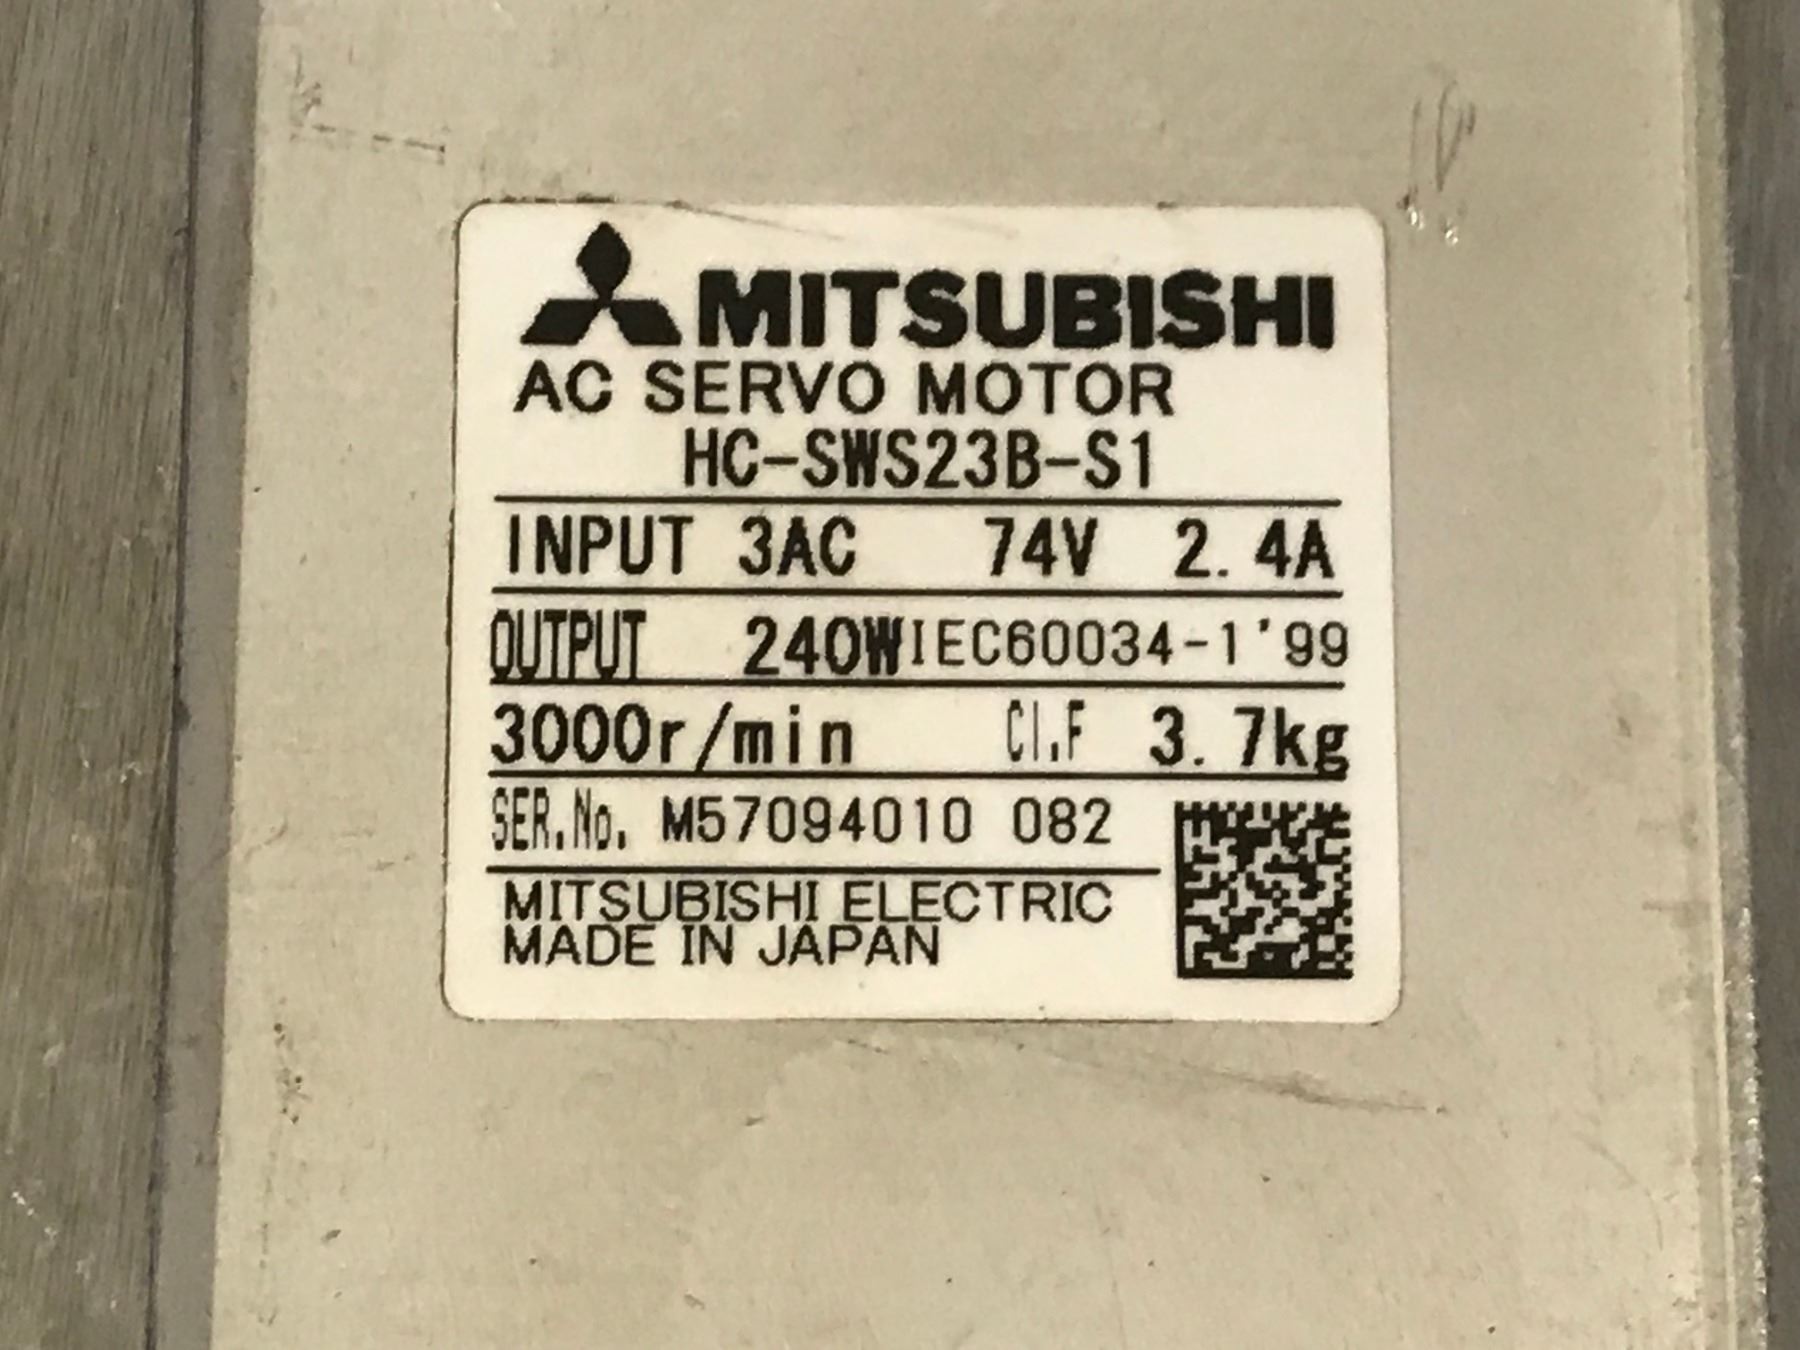 MITSUBISHI
AC SERVO MOTOR
HC-SWS23B-S1
INPUT 3AC 74V 2.4A
OUTPUT 240W IEC60034-1'99
3000r/min CI.F 3.7kg
SER.No. M57094010 082
MITSUBISHI ELECTRIC
MADE IN JAPAN